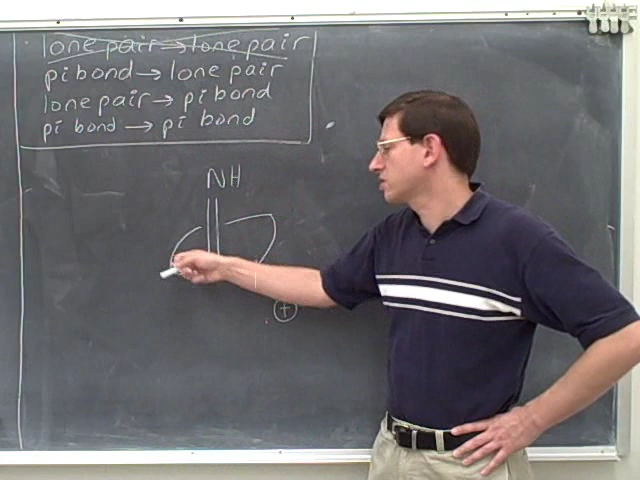 lone pair → lone pair
pi bond → lone pair
lone pair → pi bond
pi bond → pi bond
NH
+